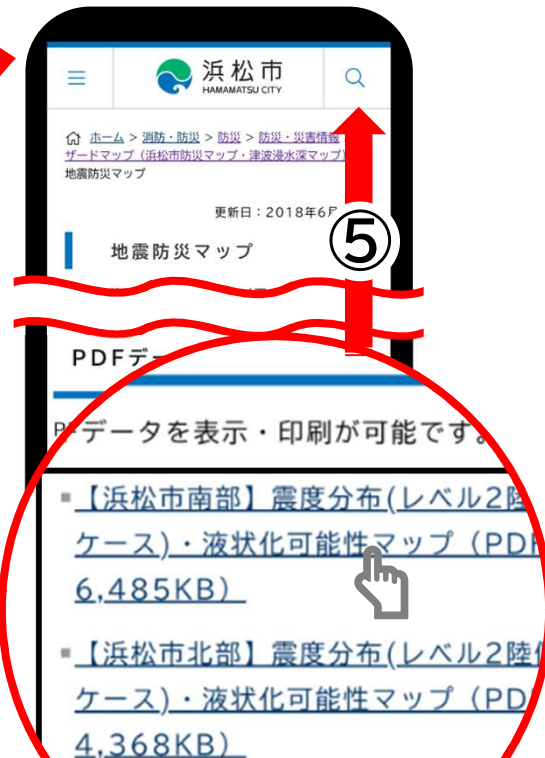 浜松市
HAMAMATSU CITY
ホーム > 消防・防災 > 防災 > 防災・災害情報
ザードマップ（浜松市防災マップ・津波浸水深マップ）
地震防災マップ
更新日：2018年6月
⑤
地震防災マップ
PDFデー
データを表示・印刷が可能です。
【浜松市南部】震度分布(レベル2陸
ケース)・液状化可能性マップ（PDF
6,485KB）
【浜松市北部】震度分布(レベル2陸側
ケース)・液状化可能性マップ（PD
4,368KB）